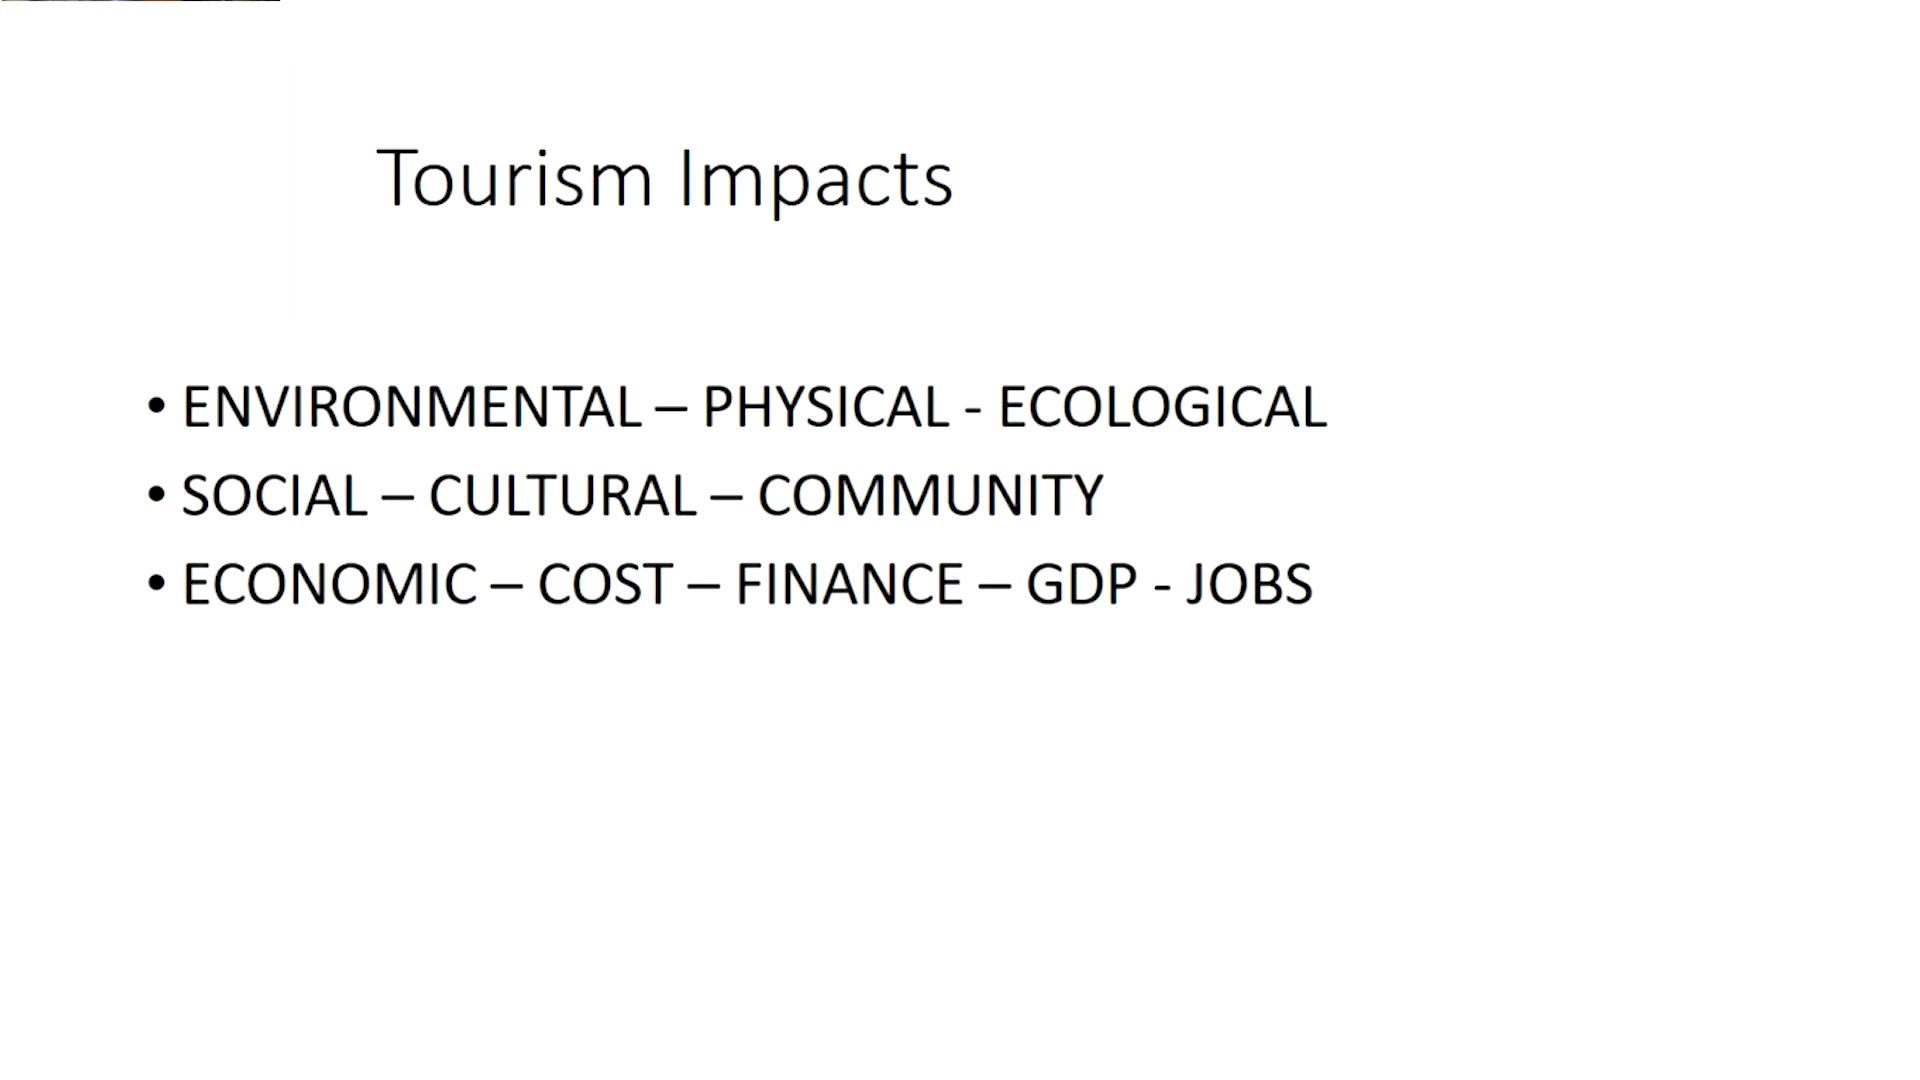 Tourism Impacts
• ENVIRONMENTAL – PHYSICAL - ECOLOGICAL
• SOCIAL – CULTURAL – COMMUNITY
• ECONOMIC – COST – FINANCE – GDP - JOBS